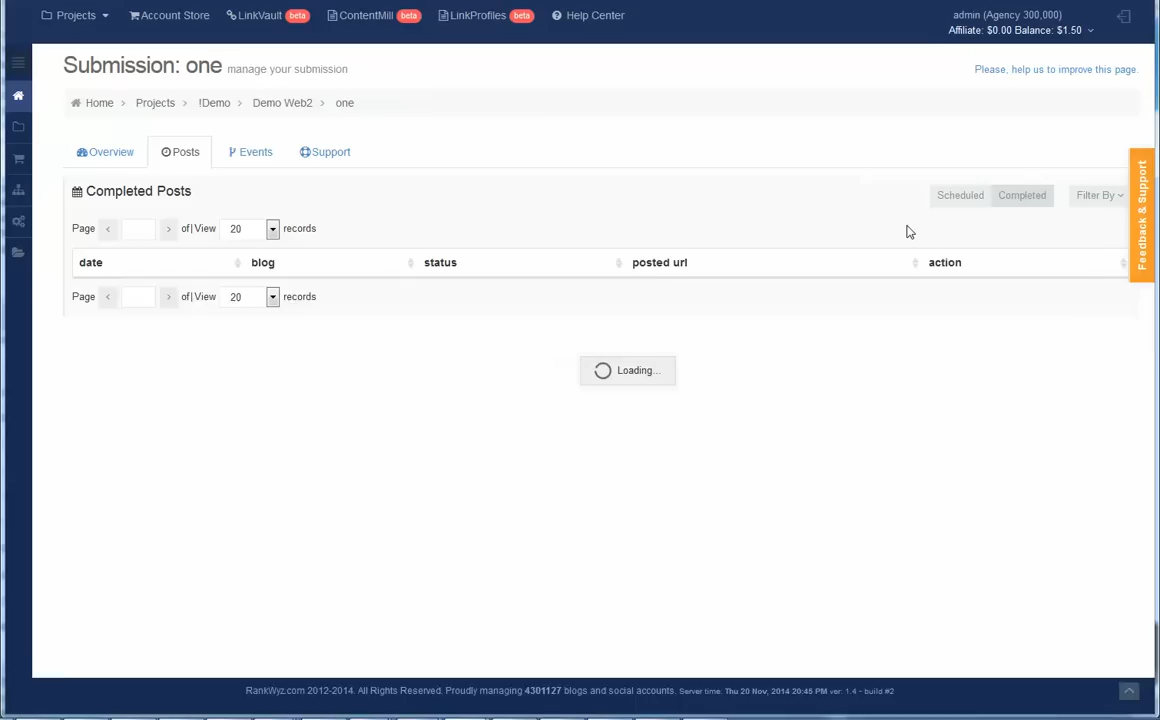 Projects Account Store LinkVault beta ContentMill beta LinkProfiles beta Help Center admin (Agency 300,000)
Affiliate: $0.00 Balance: $1.50
Submission: one manage your submission
Please, help us to improve this page.
Home > Projects > !Demo > Demo Web2 > one
Overview Posts Events Support
Feedback & Support
Completed Posts
Scheduled Completed Filter By
Page < > of| View 20 records
date blog status posted url action
Page < > of| View 20 records
Loading...
RankWyz.com 2012-2014. All Rights Reserved. Proudly managing 4301127 blogs and social accounts. Server time: Thu 20 Nov, 2014 20:45 PM ver: 1.4 - build #2